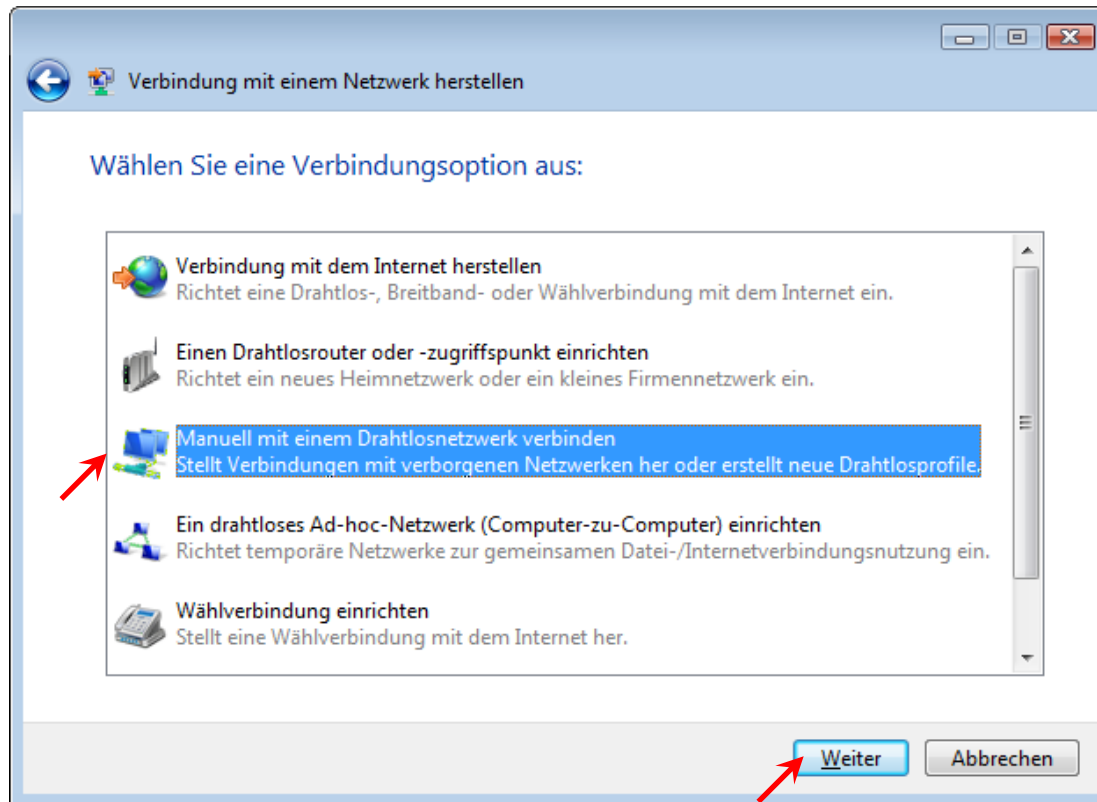 Verbindung mit einem Netzwerk herstellen
Wählen Sie eine Verbindungsoption aus:
Verbindung mit dem Internet herstellen
Richtet eine Drahtlos-, Breitband- oder Wählverbindung mit dem Internet ein.
Einen Drahtlosrouter oder -zugriffspunkt einrichten
Richtet ein neues Heimnetzwerk oder ein kleines Firmennetzwerk ein.
Manuell mit einem Drahtlosnetzwerk verbinden
Stellt Verbindungen mit verborgenen Netzwerken her oder erstellt neue Drahtlosprofile.
Ein drahtloses Ad-hoc-Netzwerk (Computer-zu-Computer) einrichten
Richtet temporäre Netzwerke zur gemeinsamen Datei-/Internetverbindungsnutzung ein.
Wählverbindung einrichten
Stellt eine Wählverbindung mit dem Internet her.
Weiter Abbrechen